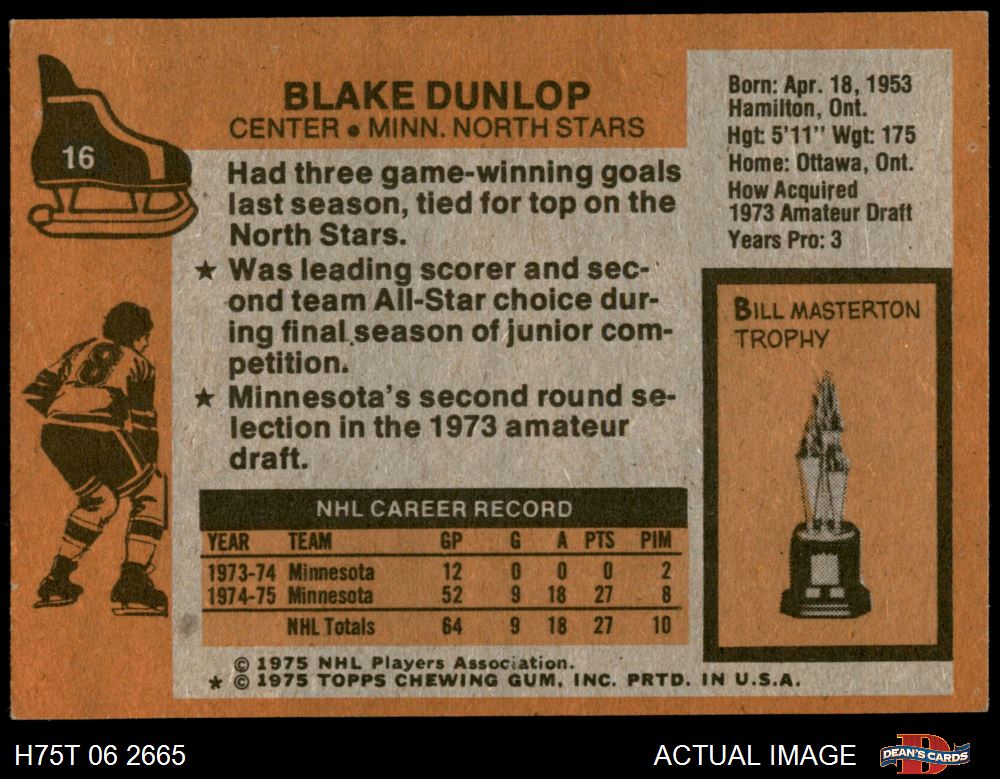 16
BLAKE DUNLOP
CENTER • MINN. NORTH STARS
Had three game-winning goals
last season, tied for top on the
North Stars.
★ Was leading scorer and sec-
ond team All-Star choice dur-
ing final season of junior com-
petition.
★ Minnesota's second round se-
lection in the 1973 amateur
draft.
Born: Apr. 18, 1953
Hamilton, Ont.
Hgt: 5'11" Wgt: 175
Home: Ottawa, Ont.
How Acquired
1973 Amateur Draft
Years Pro: 3
BILL MASTERTON
TROPHY
8
NHL CAREER RECORD
YEAR TEAM GP G A PTS PIM
1973-74 Minnesota 12 0 0 0 2
1974-75 Minnesota 52 9 18 27 8
NHL Totals 64 9 18 27 10
© 1975 NHL Players Association.
★ © 1975 TOPPS CHEWING GUM, INC. PRTD. IN U.S.A.
H75T 06 2665
ACTUAL IMAGE
D
DEAN'S CARDS